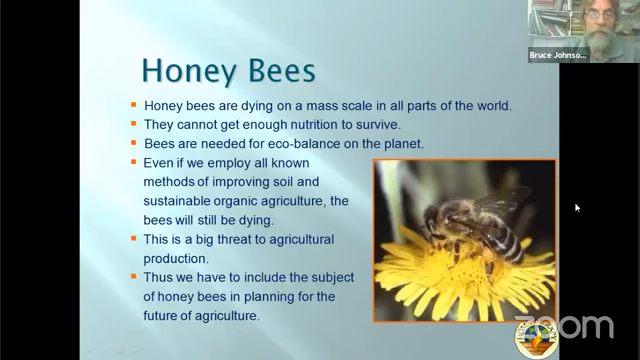 Bruce Johnso...
Honey Bees
Honey bees are dying on a mass scale in all parts of the world.
They cannot get enough nutrition to survive.
Bees are needed for eco-balance on the planet.
Even if we employ all known
methods of improving soil and
sustainable organic agriculture, the
bees will still be dying.
This is a big threat to agricultural
production.
Thus we have to include the subject
of honey bees in planning for the
future of agriculture.
zoom